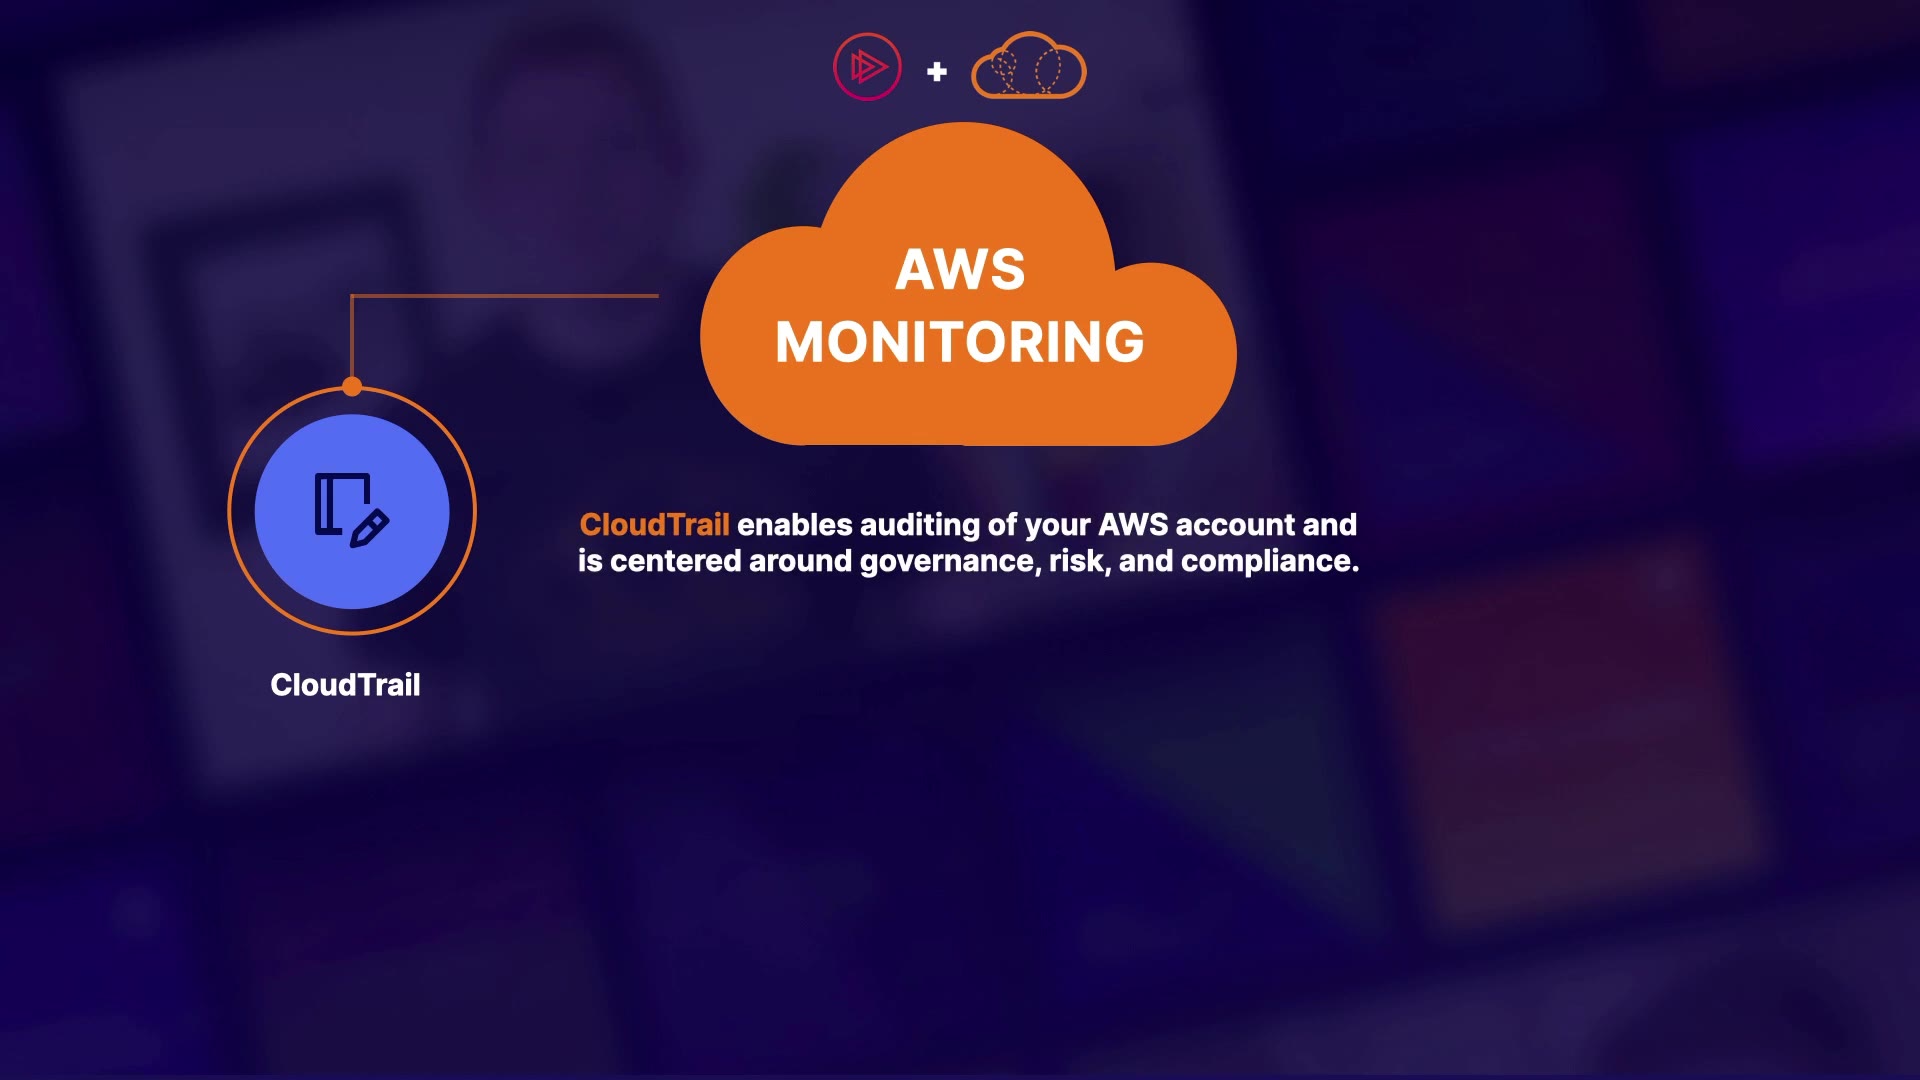 AWS
MONITORING
CloudTrail enables auditing of your AWS account and
is centered around governance, risk, and compliance.
CloudTrail